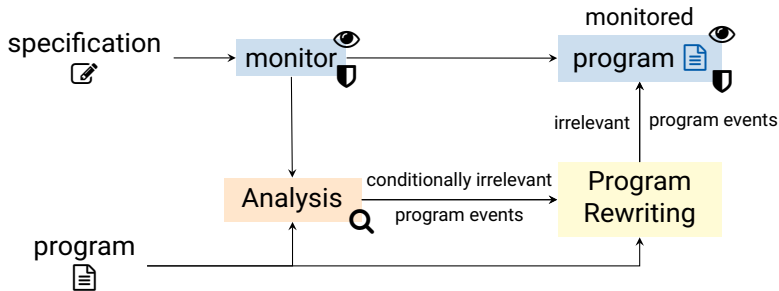 monitored
specification
monitor
program
irrelevant
program events
conditionally irrelevant
program events
Analysis
Program
Rewriting
program